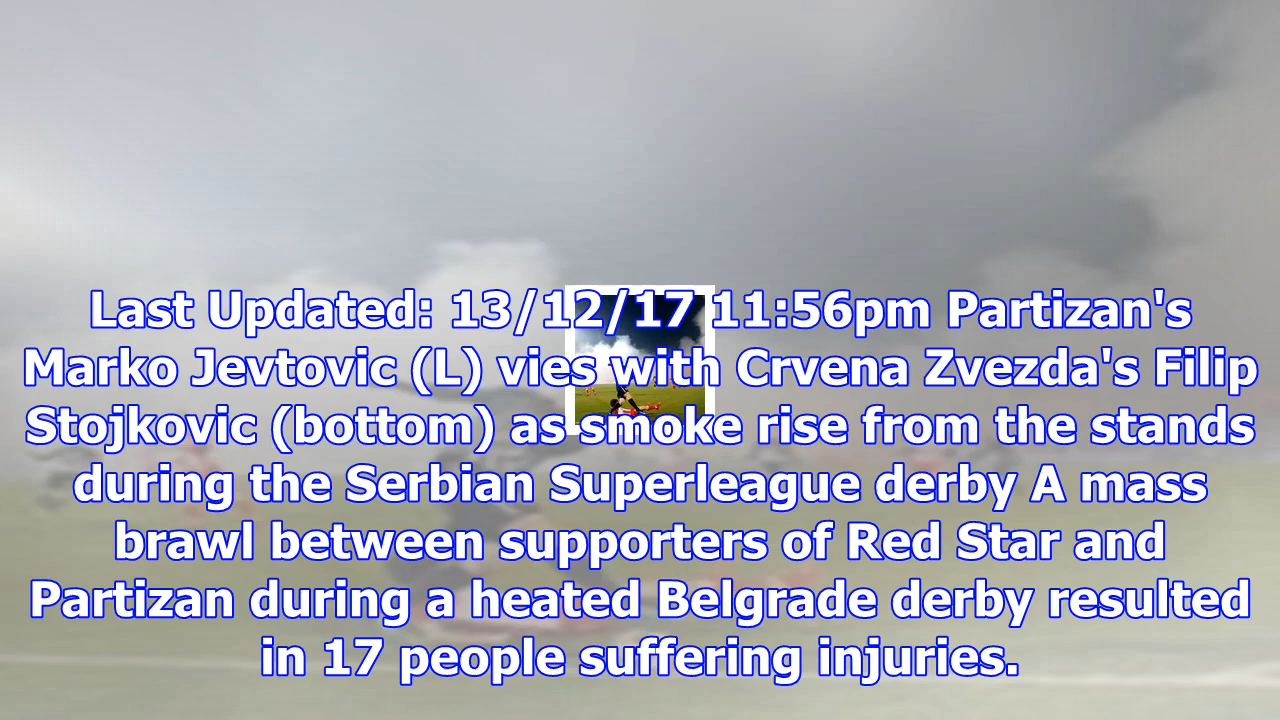 Last Updated: 13/12/17 11:56pm Partizan's
Marko Jevtovic (L) vies with Crvena Zvezda's Filip
Stojkovic (bottom) as smoke rise from the stands
during the Serbian Superleague derby A mass
brawl between supporters of Red Star and
Partizan during a heated Belgrade derby resulted
in 17 people suffering injuries.